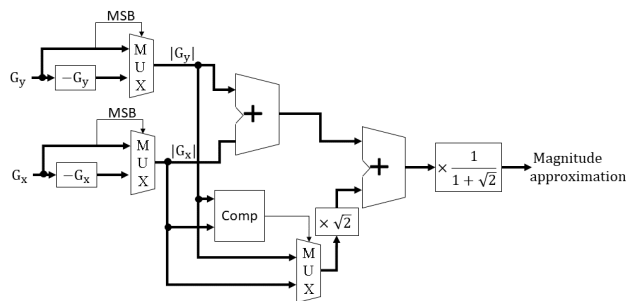 MSB
M
U
X
G_y
−G_y
|G_y|
MSB
M
U
X
G_x
−G_x
|G_x|
+
+
× 1/(1 + √2)
Magnitude
approximation
Comp
× √2
M
U
X